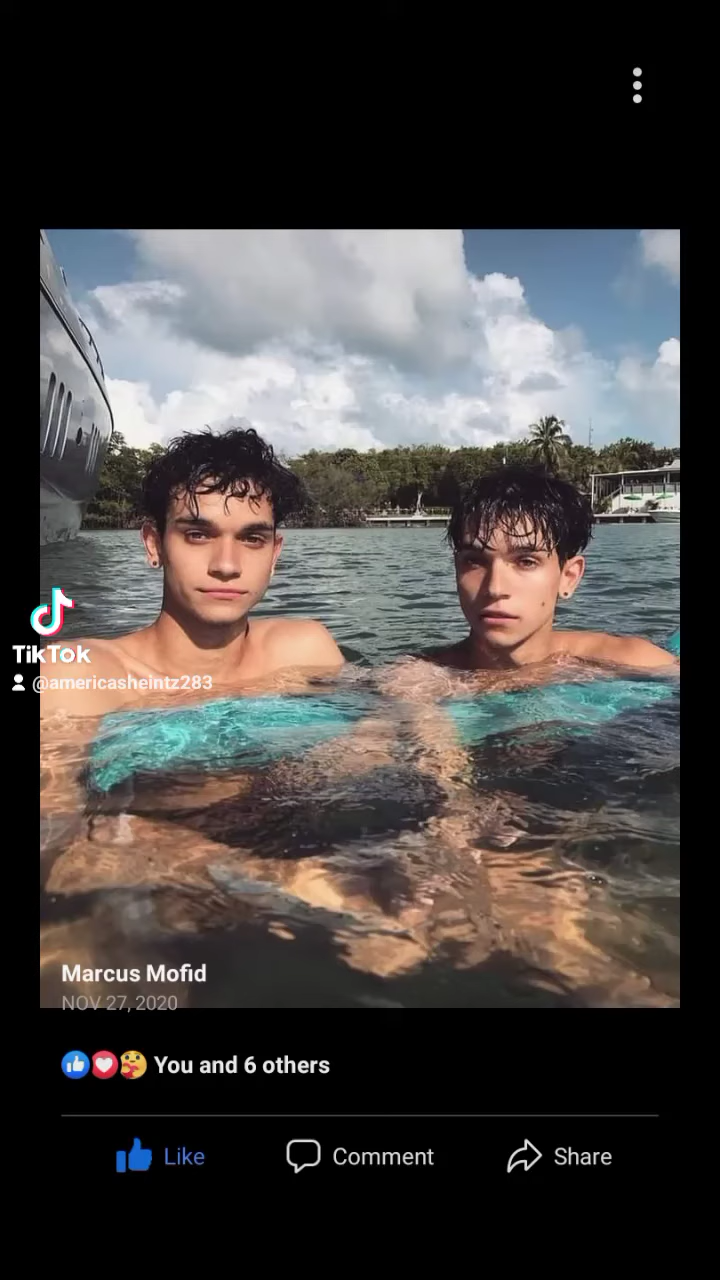 TikTok
@americasheintz283
Marcus Mofid
NOV 27, 2020
You and 6 others
Like
Comment
Share